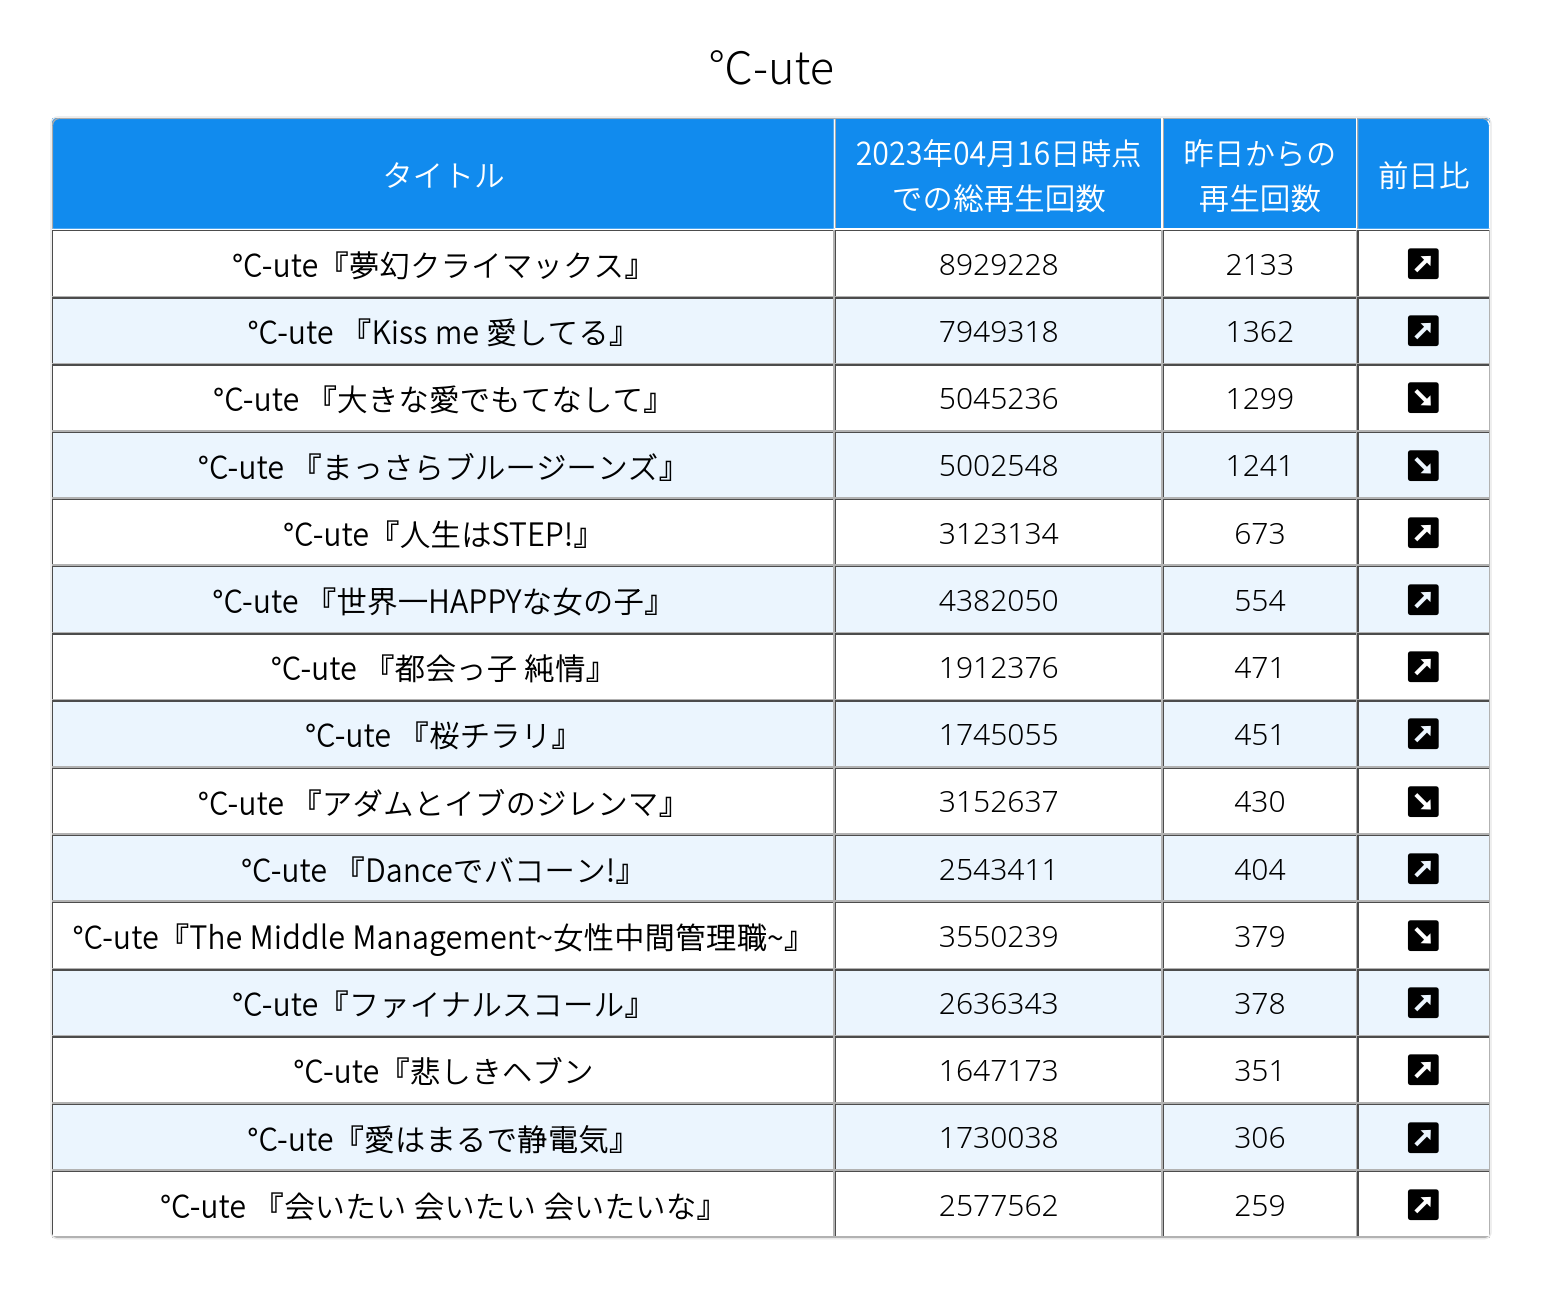 ℃-ute
タイトル
2023年04月16日時点
での総再生回数
昨日からの
再生回数
前日比
℃-ute『夢幻クライマックス』 8929228 2133
℃-ute 『Kiss me 愛してる』 7949318 1362
℃-ute 『大きな愛でもてなして』 5045236 1299
℃-ute 『まっさらブルージーンズ』 5002548 1241
℃-ute『人生はSTEP!』 3123134 673
℃-ute 『世界一HAPPYな女の子』 4382050 554
℃-ute 『都会っ子 純情』 1912376 471
℃-ute 『桜チラリ』 1745055 451
℃-ute 『アダムとイブのジレンマ』 3152637 430
℃-ute 『Danceでバコーン!』 2543411 404
℃-ute『The Middle Management~女性中間管理職~』 3550239 379
℃-ute『ファイナルスコール』 2636343 378
℃-ute『悲しきヘブン 1647173 351
℃-ute『愛はまるで静電気』 1730038 306
℃-ute 『会いたい 会いたい 会いたいな』 2577562 259